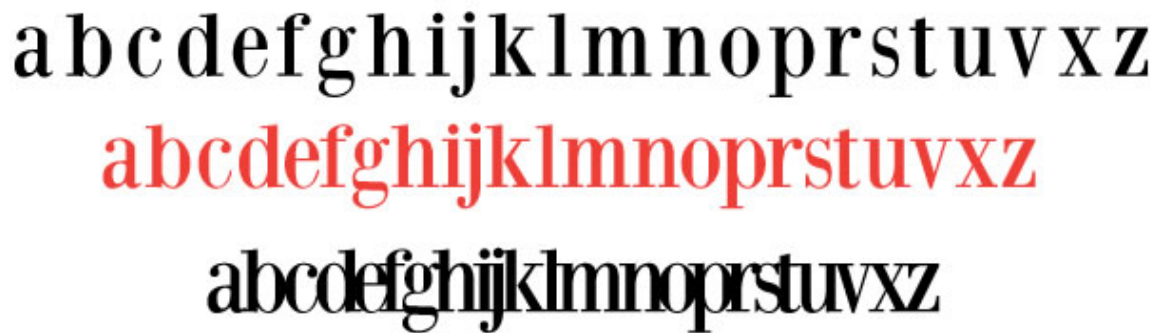 a b c d e f g h i j k l m n o p r s t u v x z
abcdefghijklmnoprstuvxz
abcdefghijklmnoprstuvxz